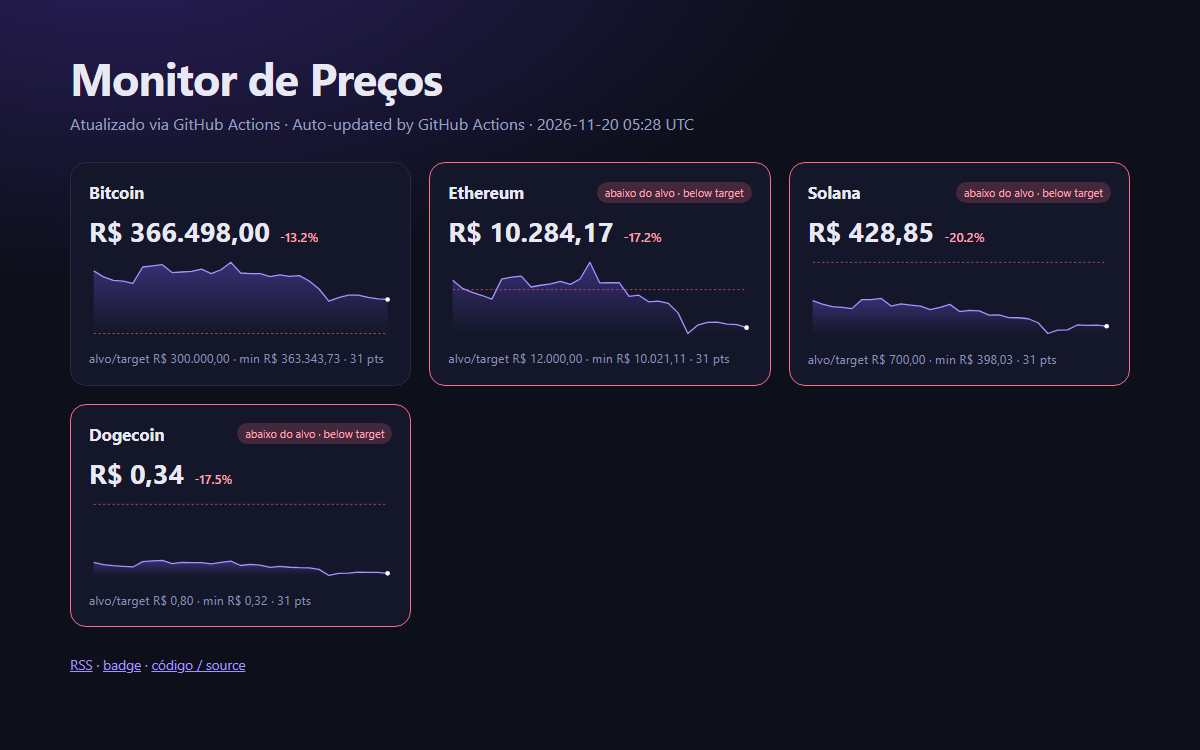 Monitor de Preços
Atualizado via GitHub Actions · Auto-updated by GitHub Actions · 2026-11-20 05:28 UTC
Bitcoin
R$ 366.498,00 -13.2%
alvo/target R$ 300.000,00 · min R$ 363.343,73 · 31 pts
Ethereum abaixo do alvo · below target
R$ 10.284,17 -17.2%
alvo/target R$ 12.000,00 · min R$ 10.021,11 · 31 pts
Solana abaixo do alvo · below target
R$ 428,85 -20.2%
alvo/target R$ 700,00 · min R$ 398,03 · 31 pts
Dogecoin abaixo do alvo · below target
R$ 0,34 -17.5%
alvo/target R$ 0,80 · min R$ 0,32 · 31 pts
RSS · badge · código / source